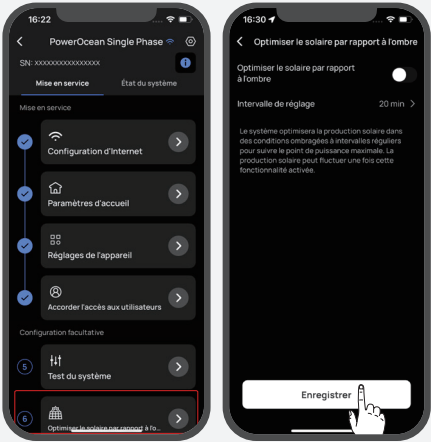 16:22
PowerOcean Single Phase
SN: xxxxxxxxxxxxxxx
Mise en service
État du système
Mise en service
Configuration d'Internet
Paramètres d'accueil
Réglages de l'appareil
Accorder l'accès aux utilisateurs
Configuration facultative
5
Test du système
6
Optimiser le solaire par rapport à l'o...
16:30
Optimiser le solaire par rapport à l'ombre
Optimiser le solaire par rapport
à l'ombre
Intervalle de réglage
20 min
Le système optimisera la production solaire dans
des conditions ombragées à intervalles réguliers
pour suivre le point de puissance maximale. La
production solaire peut fluctuer une fois cette
fonctionnalité activée.
Enregistrer